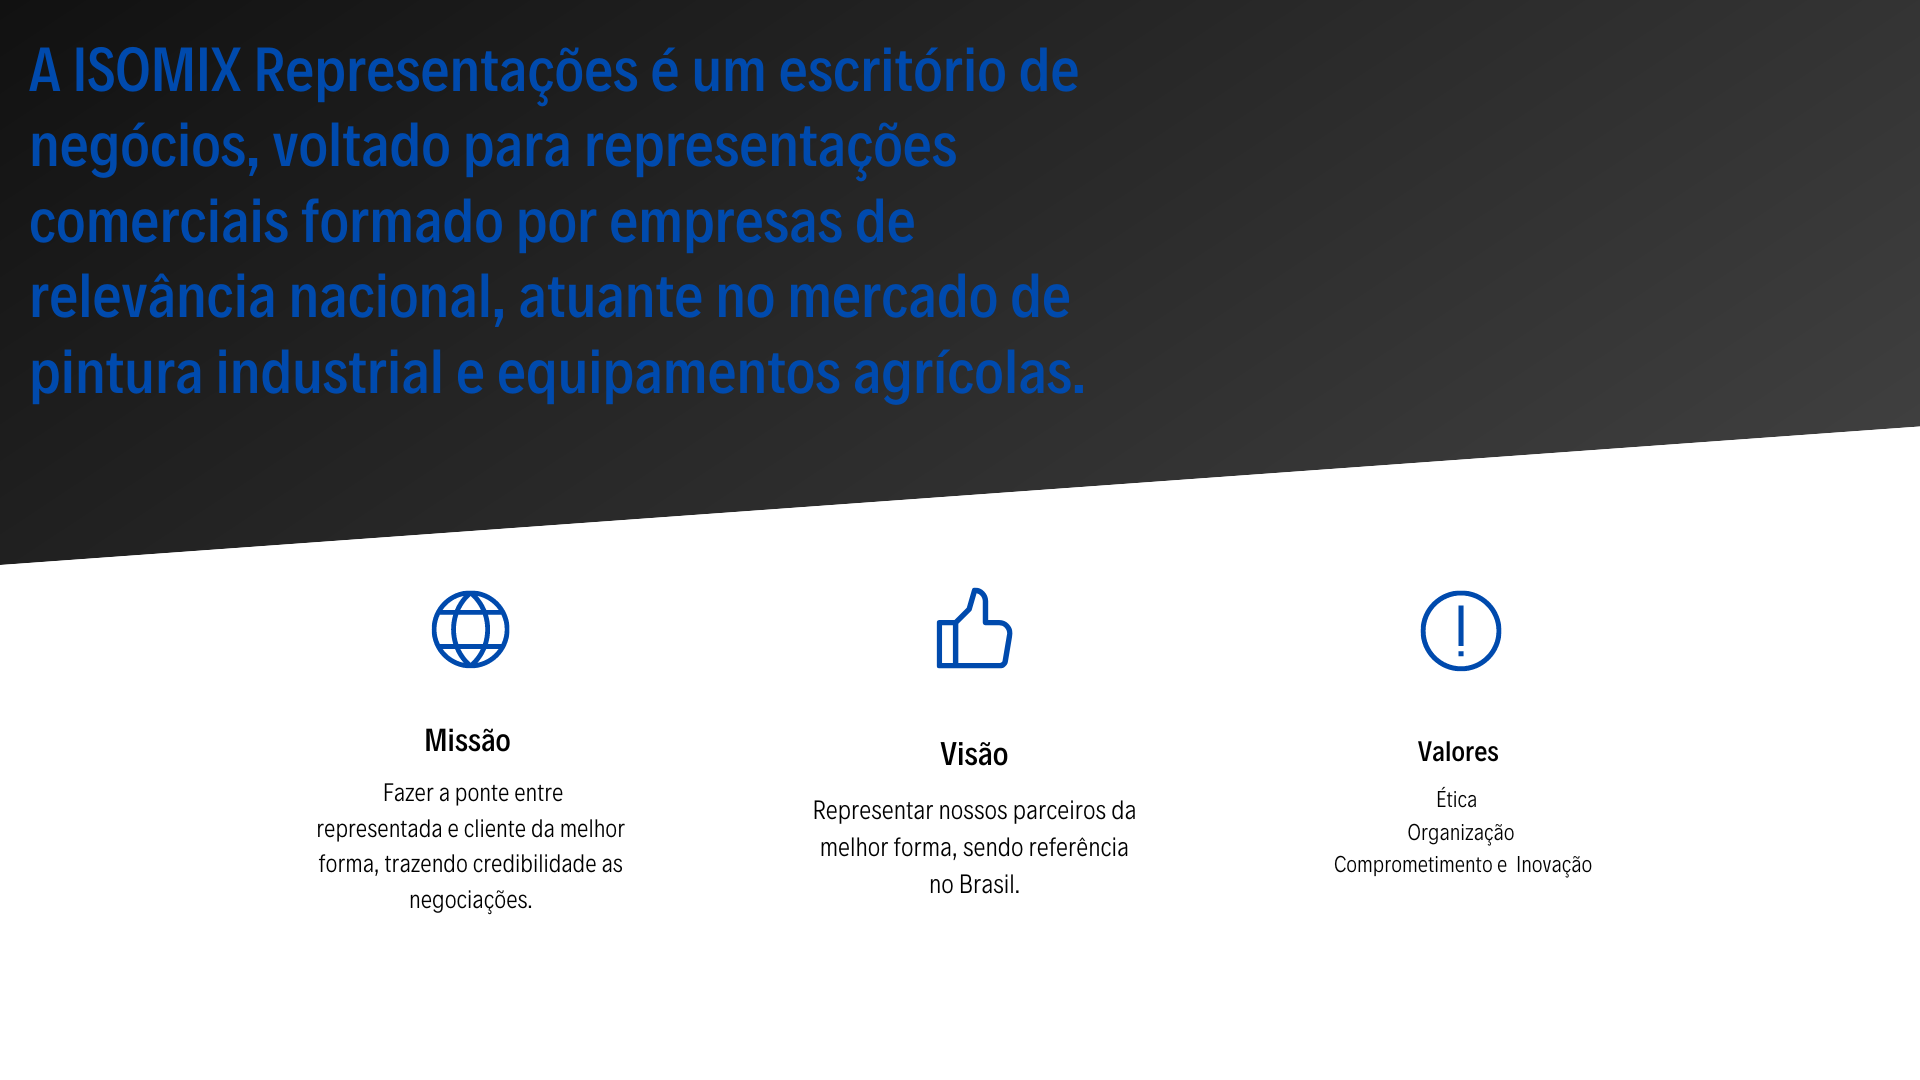 A ISOMIX Representações é um escritório de
negócios, voltado para representações
comerciais formado por empresas de
relevância nacional, atuante no mercado de
pintura industrial e equipamentos agrícolas.
Missão
Fazer a ponte entre
representada e cliente da melhor
forma, trazendo credibilidade as
negociações.
Visão
Representar nossos parceiros da
melhor forma, sendo referência
no Brasil.
Valores
Ética
Organização
Comprometimento e  Inovação